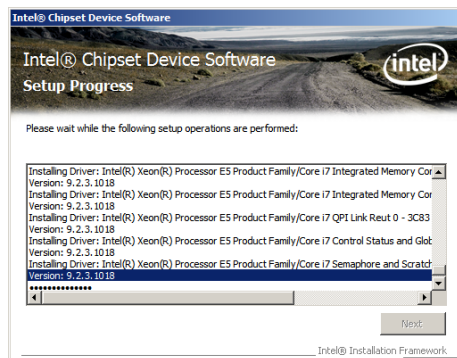 Intel® Chipset Device Software
Intel® Chipset Device Software
Setup Progress
intel
Please wait while the following setup operations are performed:
Installing Driver: Intel(R) Xeon(R) Processor E5 Product Family/Core i7 Integrated Memory Cor
Version: 9.2.3.1018
Installing Driver: Intel(R) Xeon(R) Processor E5 Product Family/Core i7 Integrated Memory Cor
Version: 9.2.3.1018
Installing Driver: Intel(R) Xeon(R) Processor E5 Product Family/Core i7 QPI Link Reut 0 - 3C83
Version: 9.2.3.1018
Installing Driver: Intel(R) Xeon(R) Processor E5 Product Family/Core i7 Control Status and Glob
Version: 9.2.3.1018
Installing Driver: Intel(R) Xeon(R) Processor E5 Product Family/Core i7 Semaphore and Scratch
Version: 9.2.3.1018
••••••••••••••
Next
Intel® Installation Framework